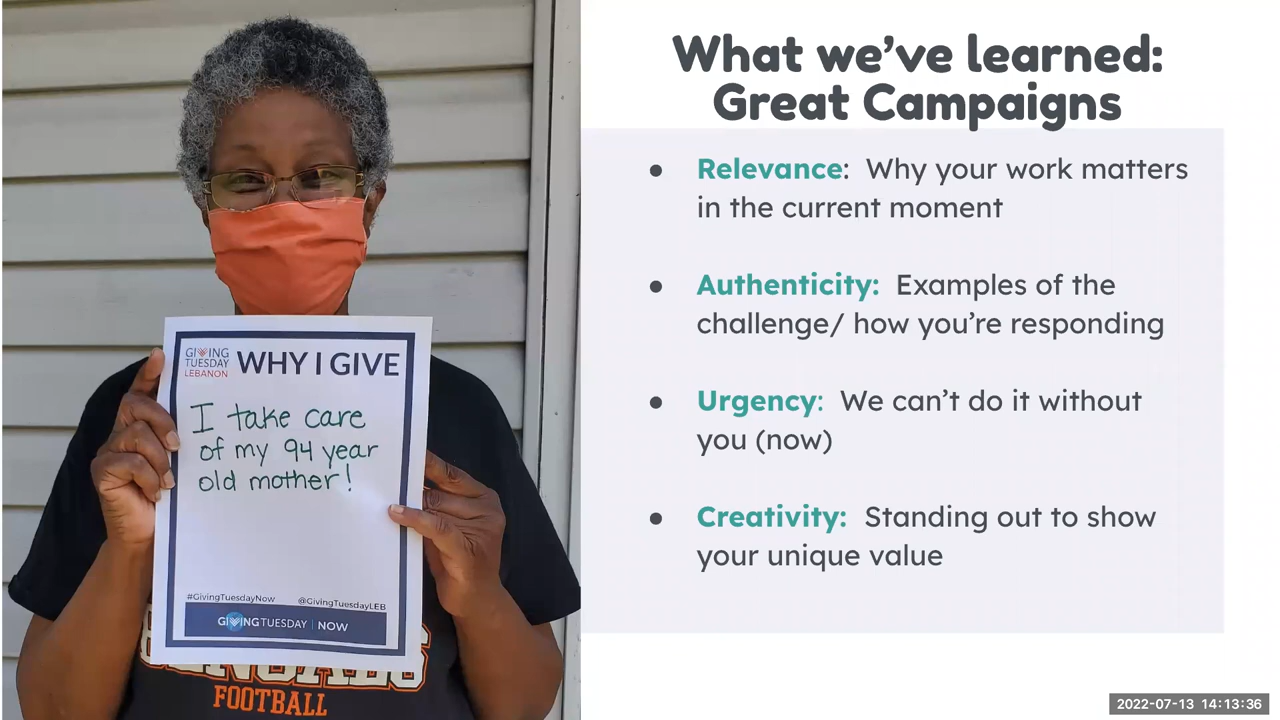 What we've learned:
Great Campaigns
● Relevance: Why your work matters
in the current moment
● Authenticity: Examples of the
challenge/ how you're responding
● Urgency: We can't do it without
you (now)
● Creativity: Standing out to show
your unique value
GIVING
TUESDAY
LEBANON
WHY I GIVE
I take care
of my 94 year
old mother!
#GivingTuesdayNow @GivingTuesdayLEB
GIVINGTUESDAY | NOW
FOOTBALL
2022-07-13 14:13:36